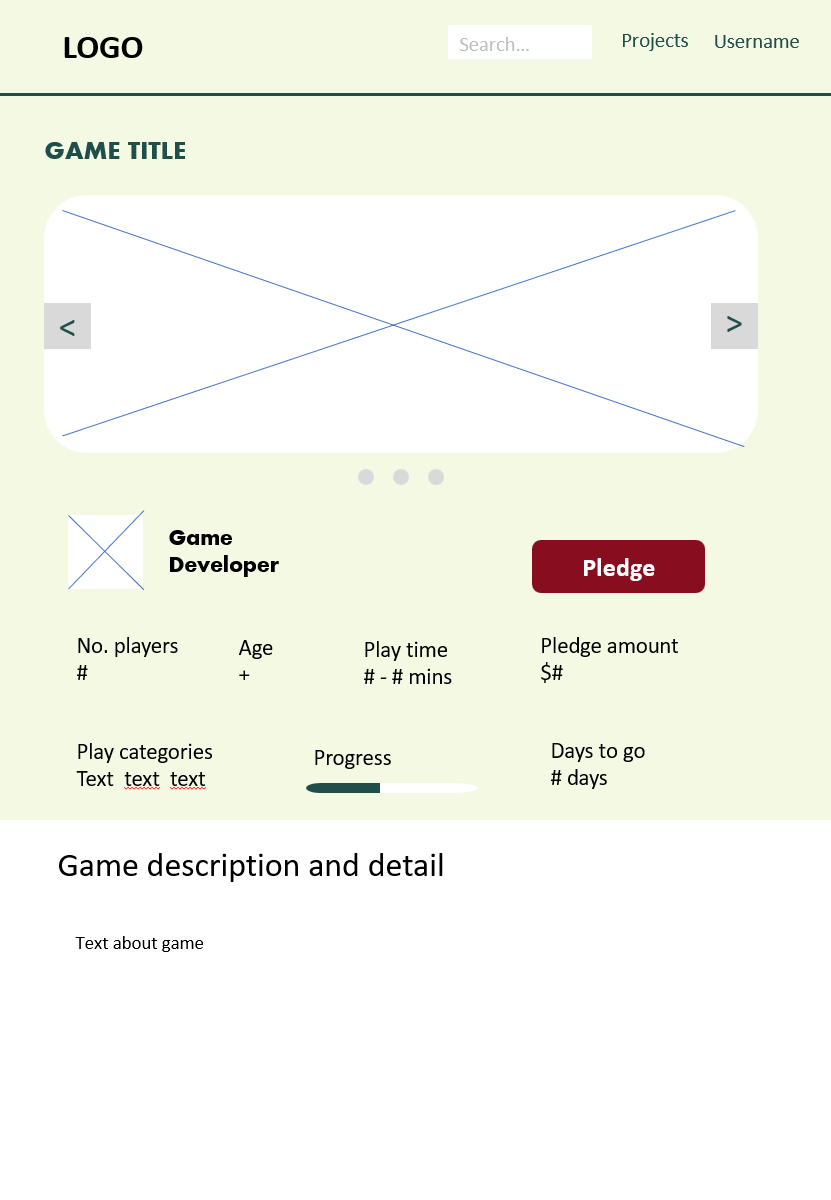 LOGO
Search...
Projects
Username
GAME TITLE
<
>
Game
Developer
Pledge
No. players
#
Age
+
Play time
# - # mins
Pledge amount
$#
Play categories
Text text text
Progress
Days to go
# days
Game description and detail
Text about game